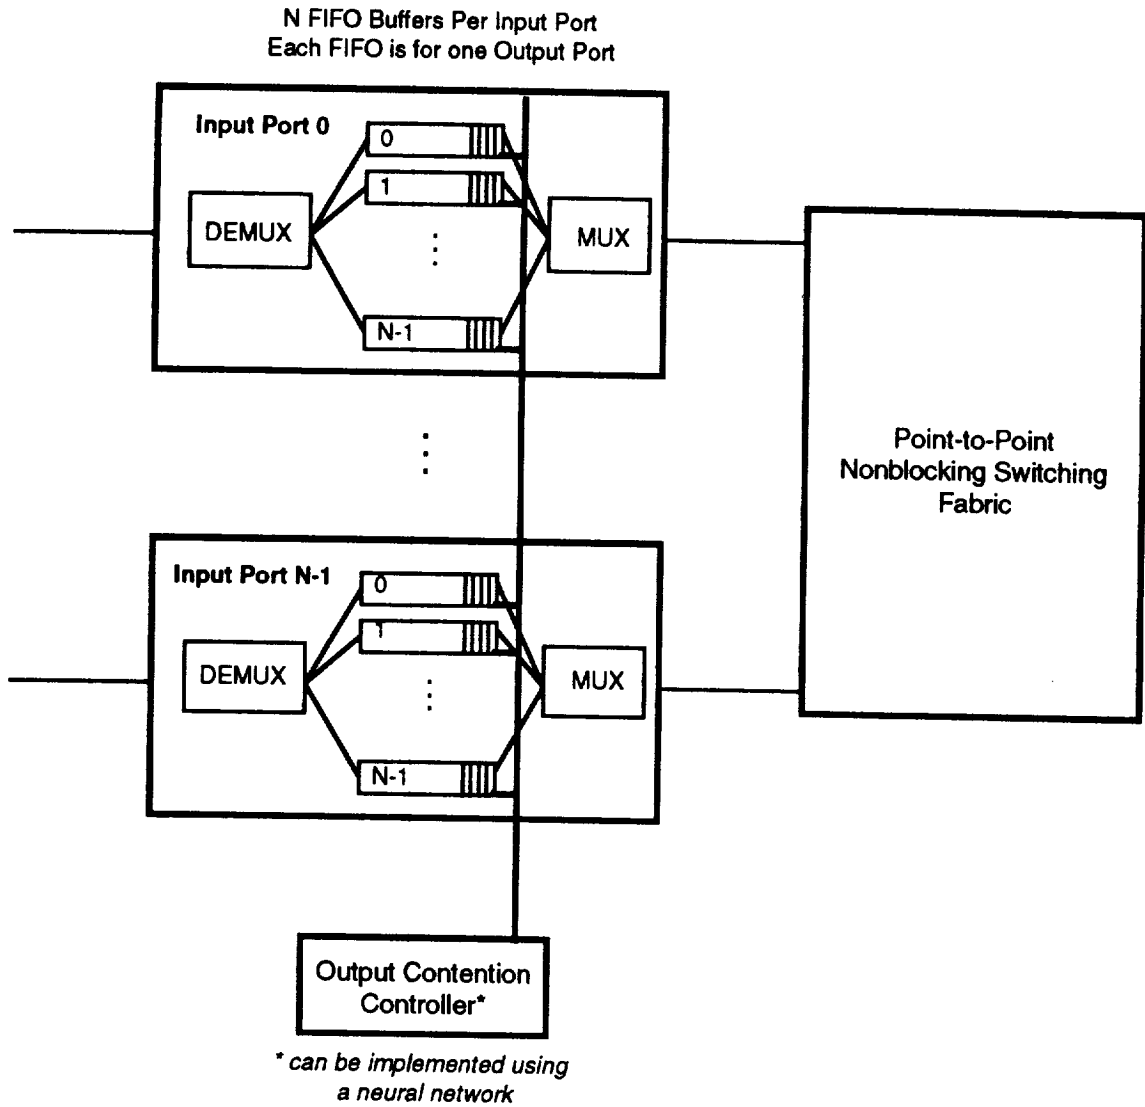 N FIFO Buffers Per Input Port
Each FIFO is for one Output Port
Input Port 0
0
1
DEMUX
MUX
N-1
Point-to-Point
Nonblocking Switching
Fabric
Input Port N-1
0
1
DEMUX
MUX
N-1
Output Contention
Controller*
* can be implemented using
a neural network